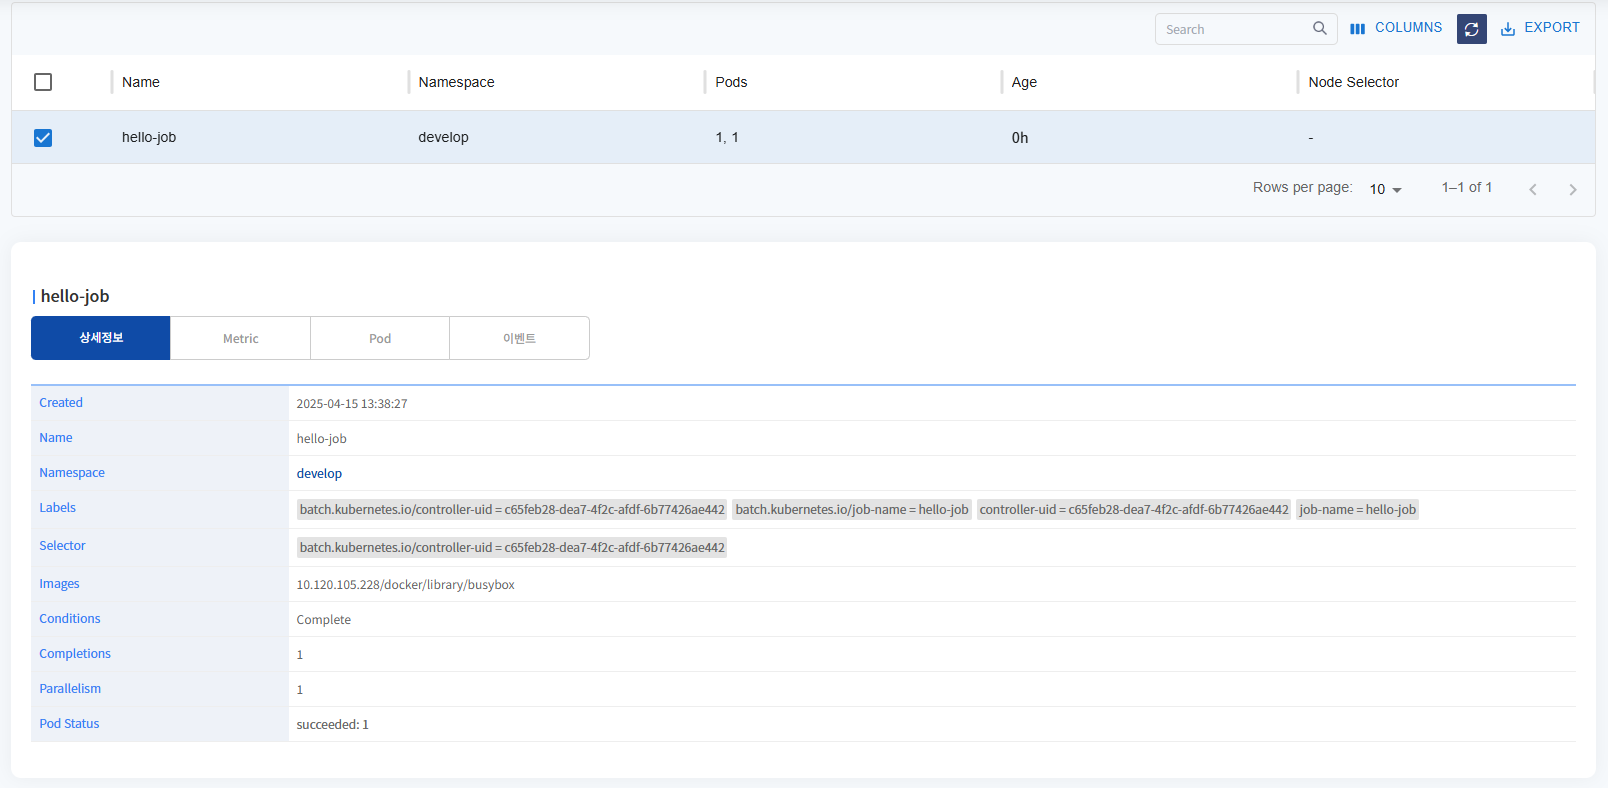 Search COLUMNS EXPORT
Name Namespace Pods Age Node Selector
hello-job develop 1, 1 0h -
Rows per page: 10 1–1 of 1
hello-job
상세정보 Metric Pod 이벤트
Created 2025-04-15 13:38:27
Name hello-job
Namespace develop
Labels batch.kubernetes.io/controller-uid = c65feb28-dea7-4f2c-afdf-6b77426ae442 batch.kubernetes.io/job-name = hello-job controller-uid = c65feb28-dea7-4f2c-afdf-6b77426ae442 job-name = hello-job
Selector batch.kubernetes.io/controller-uid = c65feb28-dea7-4f2c-afdf-6b77426ae442
Images 10.120.105.228/docker/library/busybox
Conditions Complete
Completions 1
Parallelism 1
Pod Status succeeded: 1